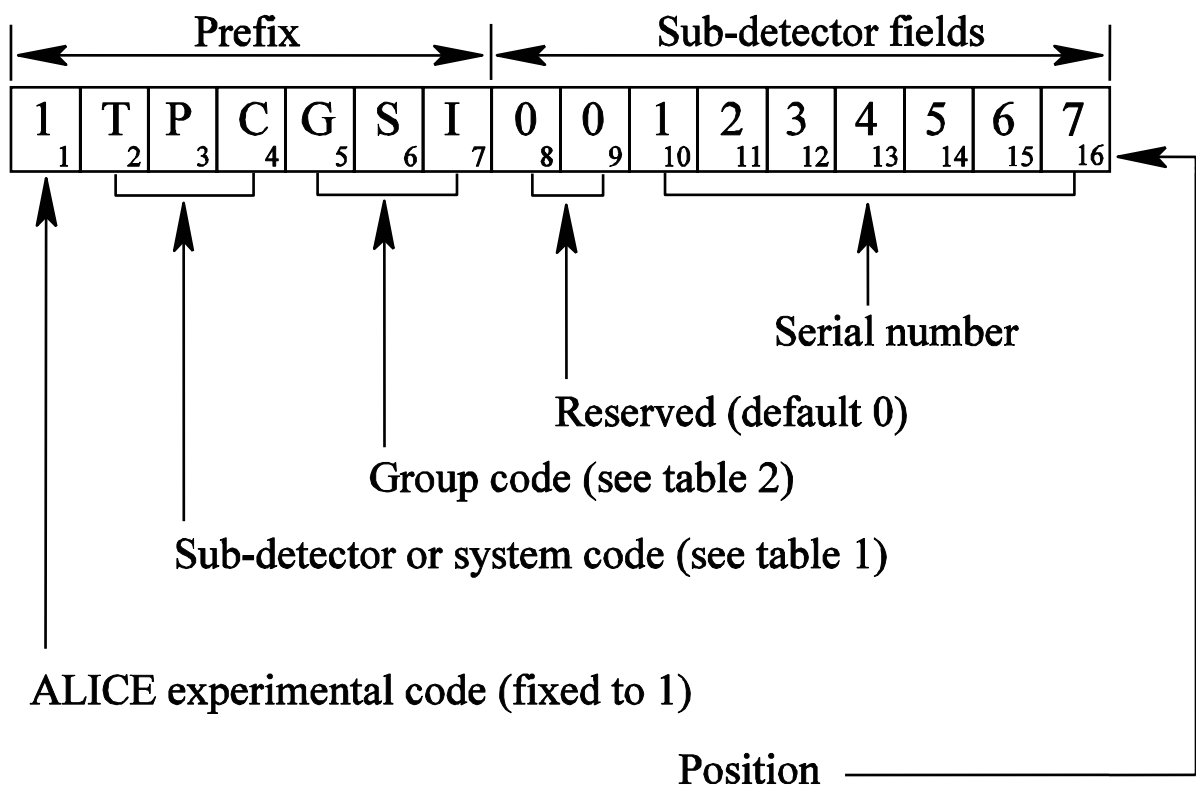 Prefix Sub-detector fields
1 T P C G S I 0 0 1 2 3 4 5 6 7
1 2 3 4 5 6 7 8 9 10 11 12 13 14 15 16
Serial number
Reserved (default 0)
Group code (see table 2)
Sub-detector or system code (see table 1)
ALICE experimental code (fixed to 1)
Position